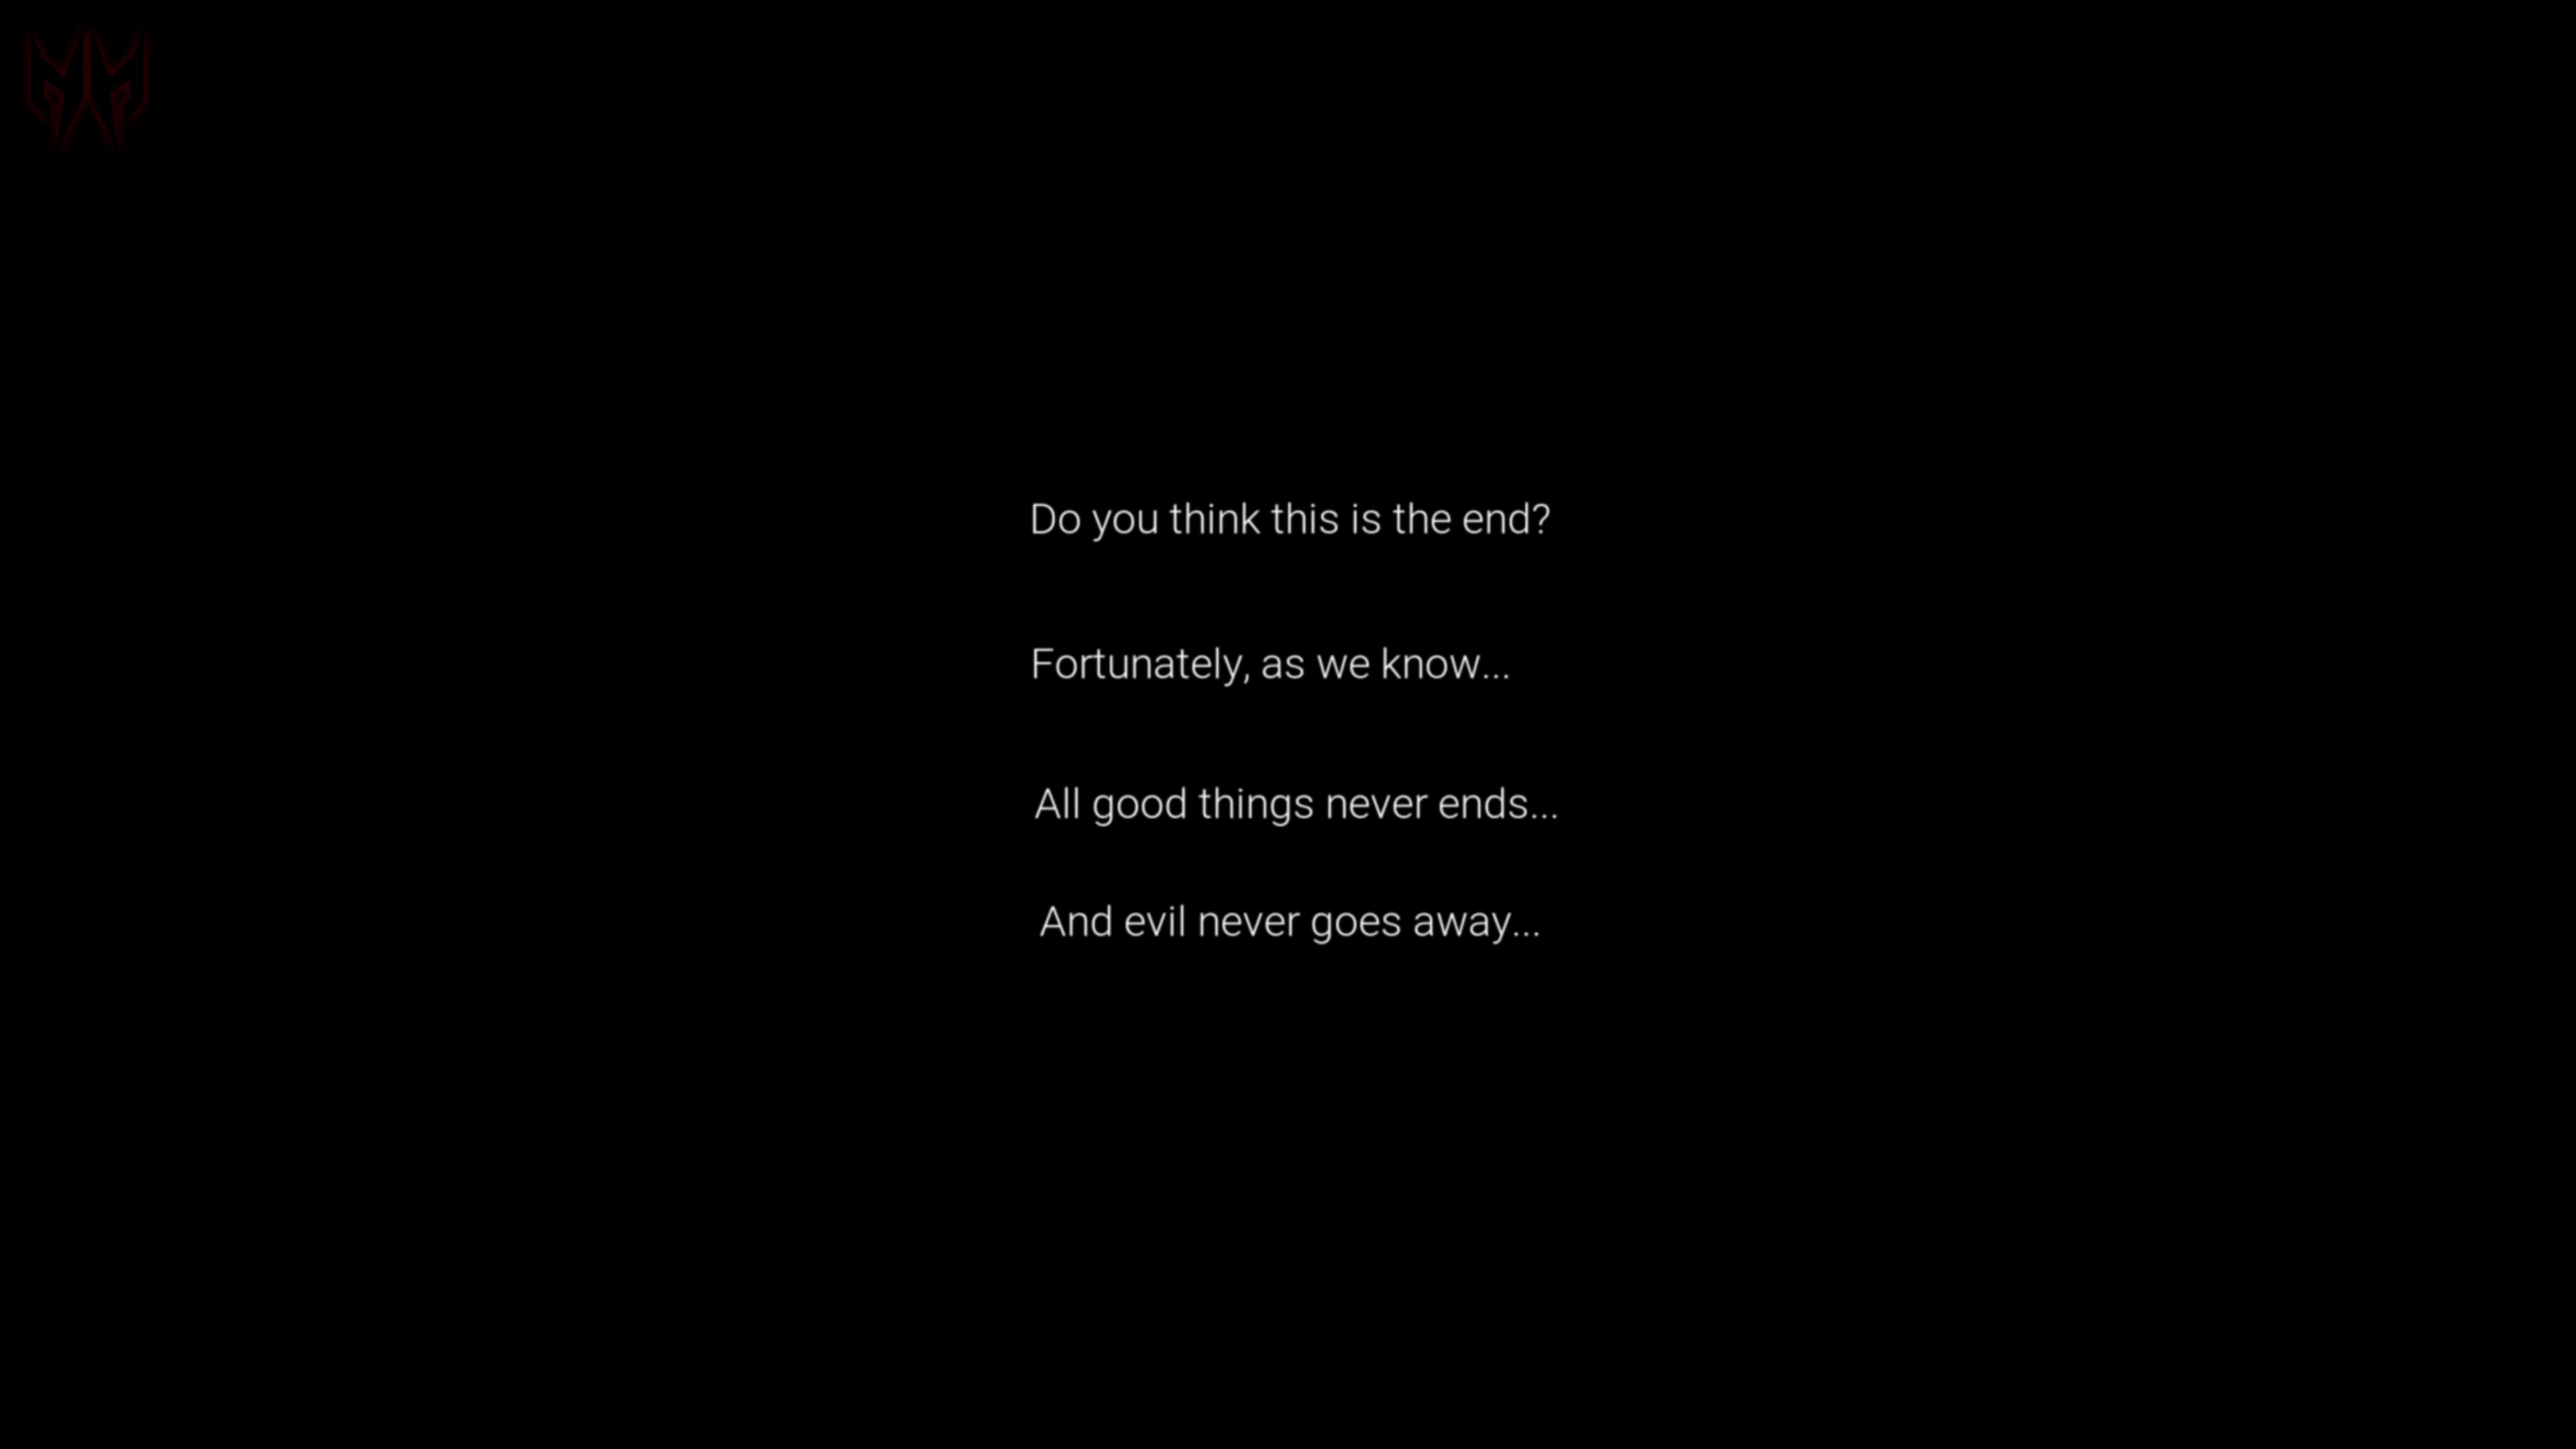 Do you think this is the end?
Fortunately, as we know...
All good things never ends...
And evil never goes away...